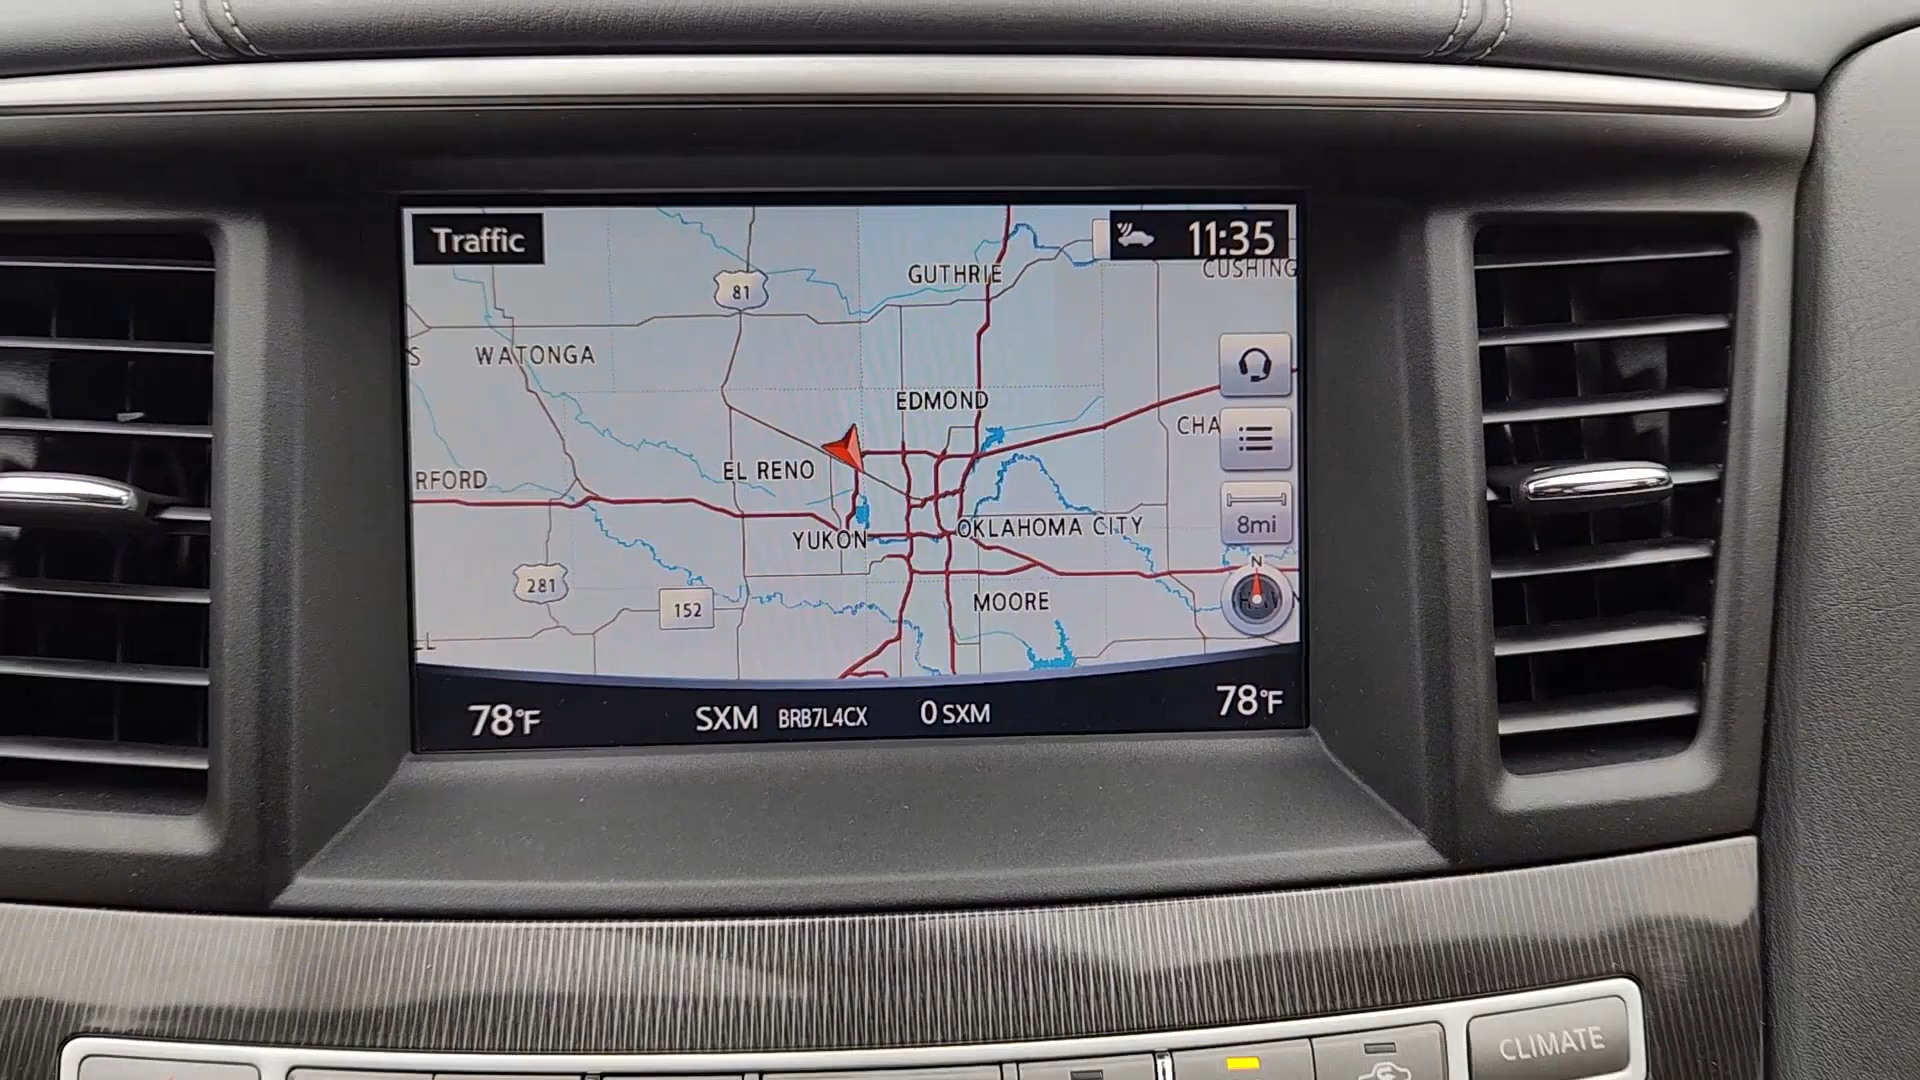 Traffic
11:35
GUTHRIE
CUSHING
81
S
WATONGA
EDMOND
CHA
EL RENO
RFORD
8mi
YUKON
OKLAHOMA CITY
N
281
152
MOORE
LL
78°F
SXM BRB7L4CX 0 SXM
78°F
CLIMATE